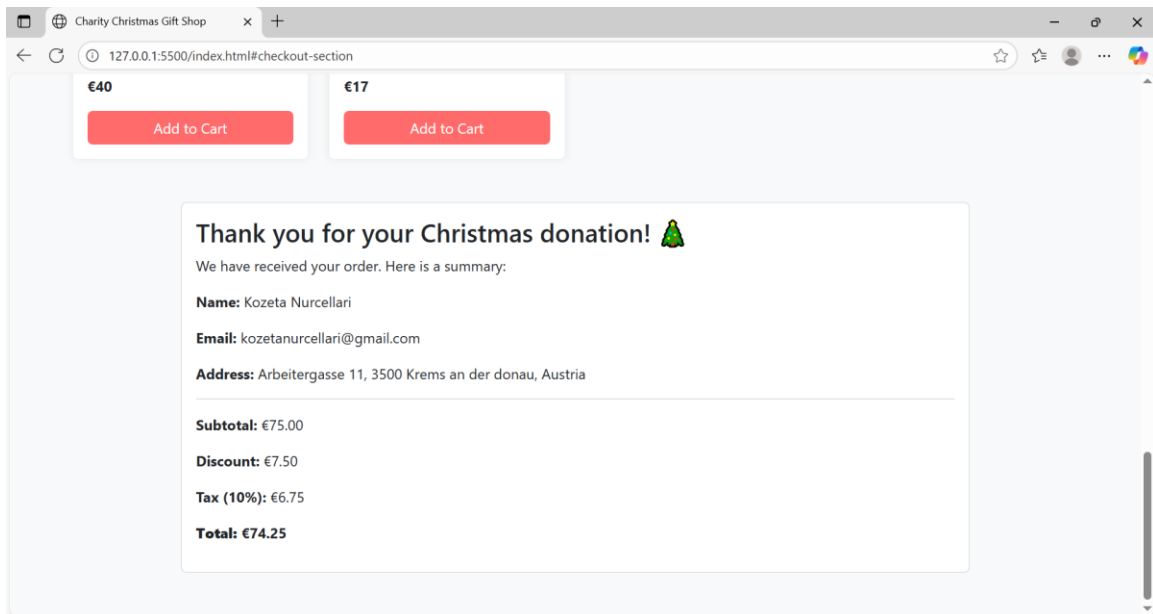 Charity Christmas Gift Shop
127.0.0.1:5500/index.html#checkout-section
€40 €17
Add to Cart Add to Cart
Thank you for your Christmas donation! 🎄
We have received your order. Here is a summary:
Name: Kozeta Nurcellari
Email: kozetanurcellari@gmail.com
Address: Arbeitergasse 11, 3500 Krems an der donau, Austria
Subtotal: €75.00
Discount: €7.50
Tax (10%): €6.75
Total: €74.25